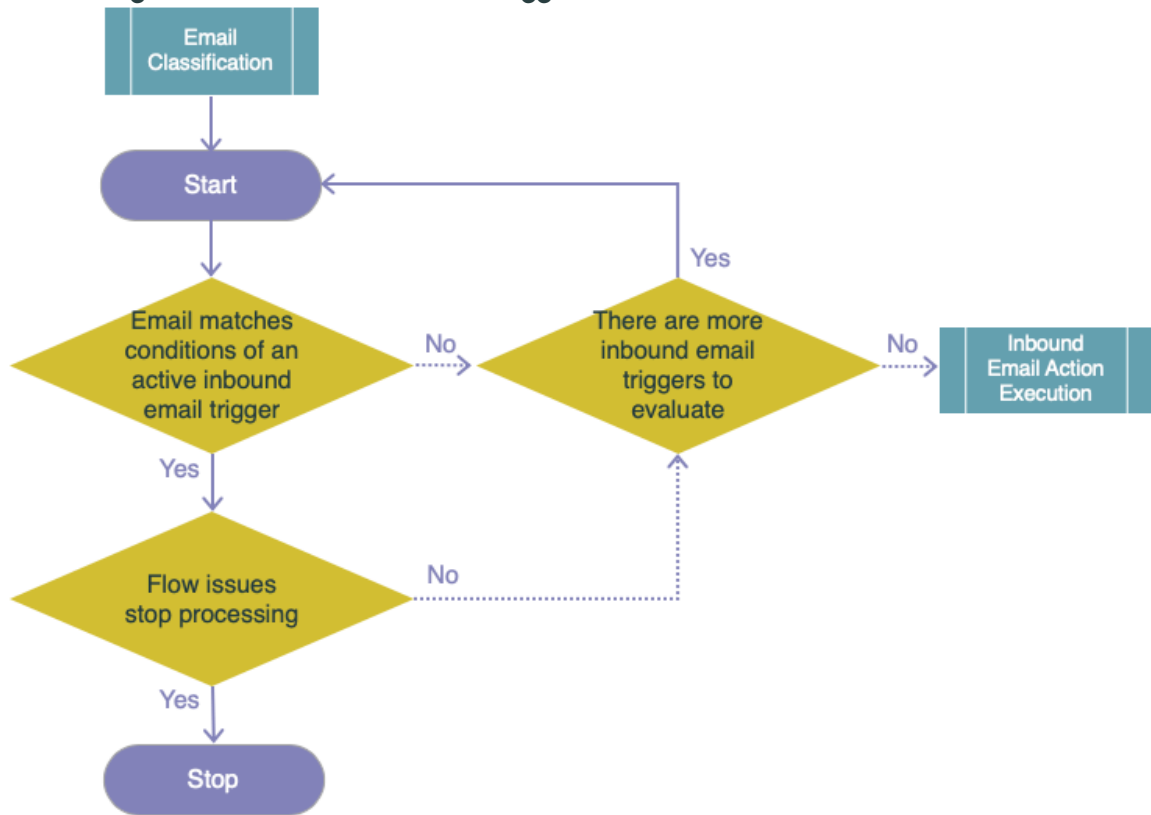 Email
Classification
Start
Yes
Email matches
conditions of an
active inbound
email trigger
No
There are more
inbound email
triggers to
evaluate
No
Inbound
Email Action
Execution
Yes
Flow issues
stop processing
No
Yes
Stop